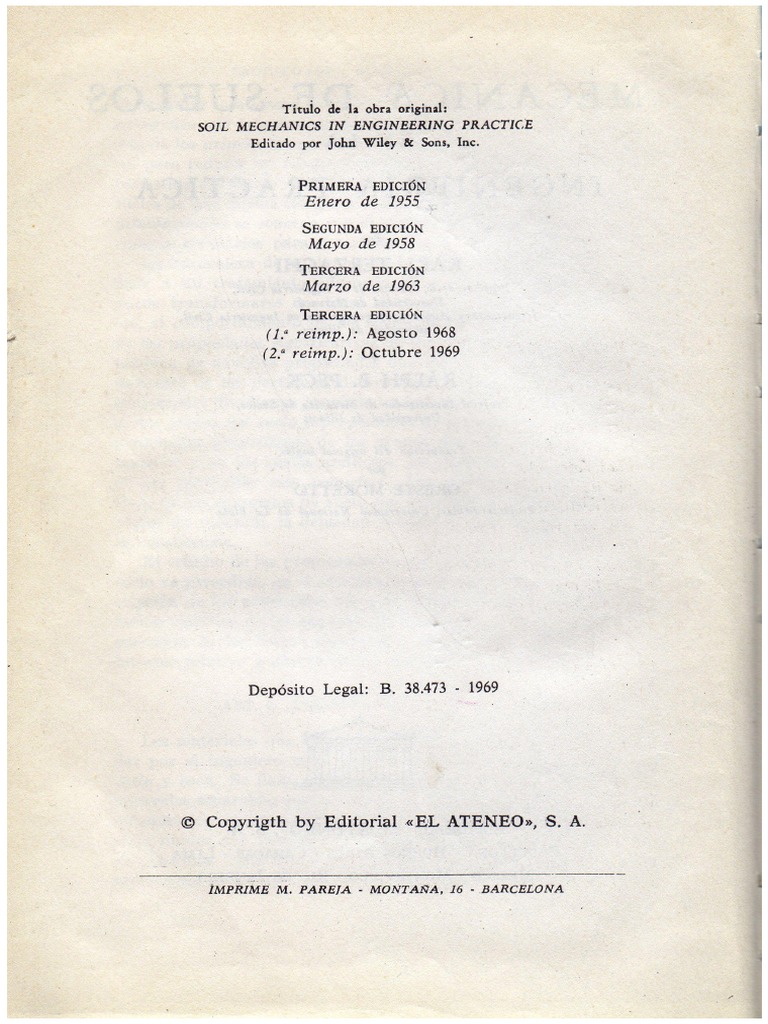 Título de la obra original:
SOIL MECHANICS IN ENGINEERING PRACTICE
Editado por John Wiley & Sons, Inc.
PRIMERA EDICIÓN
Enero de 1955
SEGUNDA EDICIÓN
Mayo de 1958
TERCERA EDICIÓN
Marzo de 1963
TERCERA EDICIÓN
(1.ª reimp.): Agosto 1968
(2.ª reimp.): Octubre 1969
Depósito Legal: B. 38.473 - 1969
© Copyrigth by Editorial «EL ATENEO», S. A.
IMPRIME M. PAREJA - MONTAÑA, 16 - BARCELONA